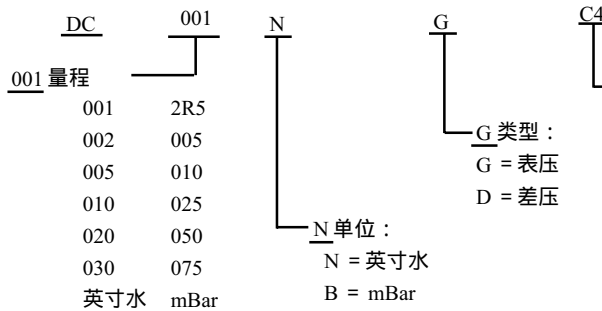 DC 001 N G C4
001 量程
001 2R5
002 005
005 010
010 025
020 050
030 075
英寸水 mBar
N 单位：
N = 英寸水
B = mBar
G 类型：
G = 表压
D = 差压